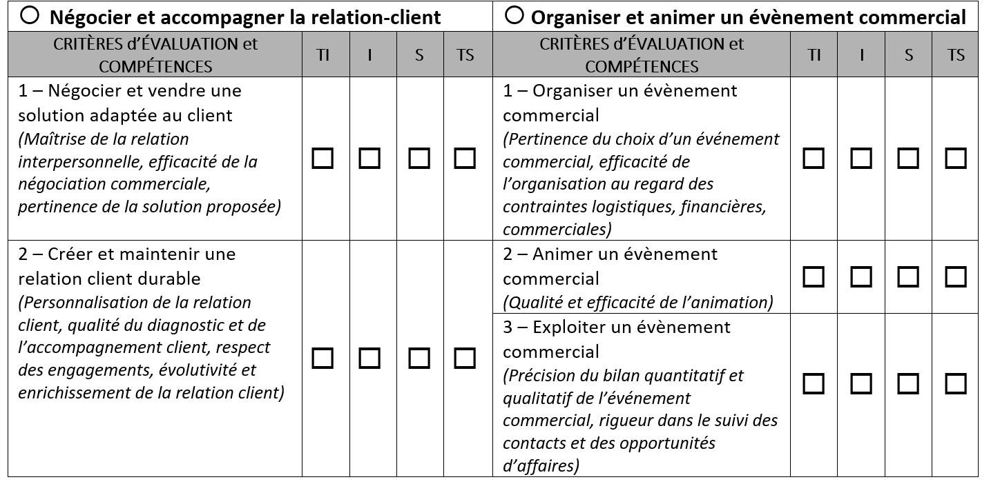 Négocier et accompagner la relation-client
CRITÈRES d’ÉVALUATION et
COMPÉTENCES
TI
I
S
TS
1 – Négocier et vendre une
solution adaptée au client
(Maîtrise de la relation
interpersonnelle, efficacité de la
négociation commerciale,
pertinence de la solution proposée)
2 – Créer et maintenir une
relation client durable
(Personnalisation de la relation
client, qualité du diagnostic et de
l’accompagnement client, respect
des engagements, évolutivité et
enrichissement de la relation client)
Organiser et animer un évènement commercial
CRITÈRES d’ÉVALUATION et
COMPÉTENCES
TI
I
S
TS
1 – Organiser un évènement
commercial
(Pertinence du choix d’un événement
commercial, efficacité de
l’organisation au regard des
contraintes logistiques, financières,
commerciales)
2 – Animer un évènement
commercial
(Qualité et efficacité de l’animation)
3 – Exploiter un évènement
commercial
(Précision du bilan quantitatif et
qualitatif de l’événement
commercial, rigueur dans le suivi des
contacts et des opportunités
d’affaires)